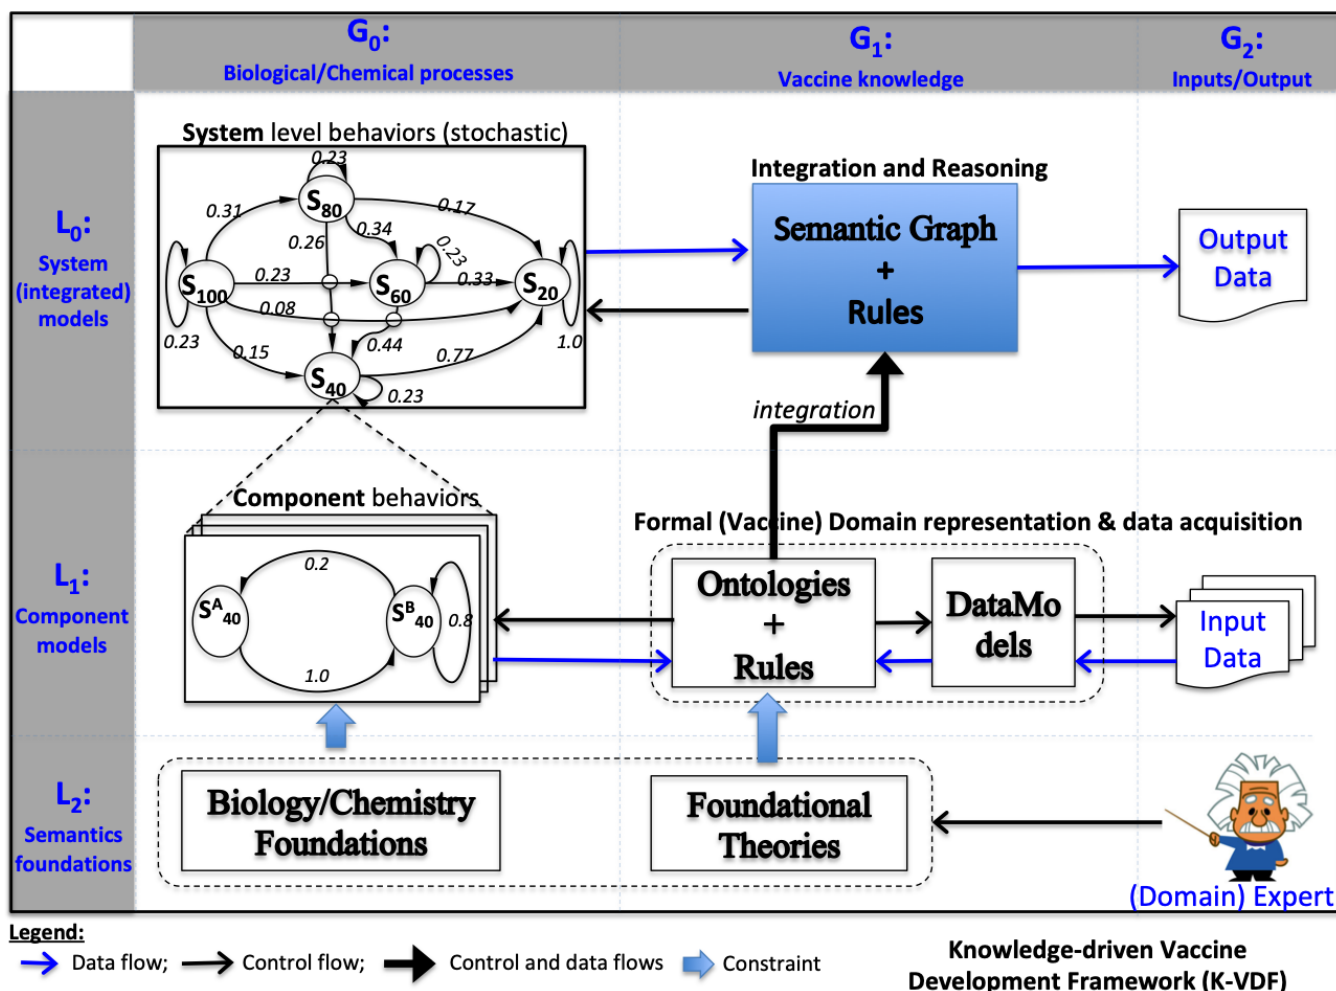 G0:
Biological/Chemical processes
G1:
Vaccine knowledge
G2:
Inputs/Output
L0:
System
(integrated)
models
System level behaviors (stochastic)
0.23
S80
0.31
0.17
0.26
0.34
0.23
S100
0.23
S60
0.33
S20
0.08
0.23
0.15
0.44
0.77
1.0
S40
0.23
Integration and Reasoning
Semantic Graph
+
Rules
Output
Data
integration
L1:
Component
models
Component behaviors
0.2
SA40
SB40
0.8
1.0
Formal (Vaccine) Domain representation & data acquisition
Ontologies
+
Rules
DataMo
dels
Input
Data
L2:
Semantics
foundations
Biology/Chemistry
Foundations
Foundational
Theories
(Domain) Expert
Legend:
Data flow;
Control flow;
Control and data flows
Constraint
Knowledge-driven Vaccine
Development Framework (K-VDF)